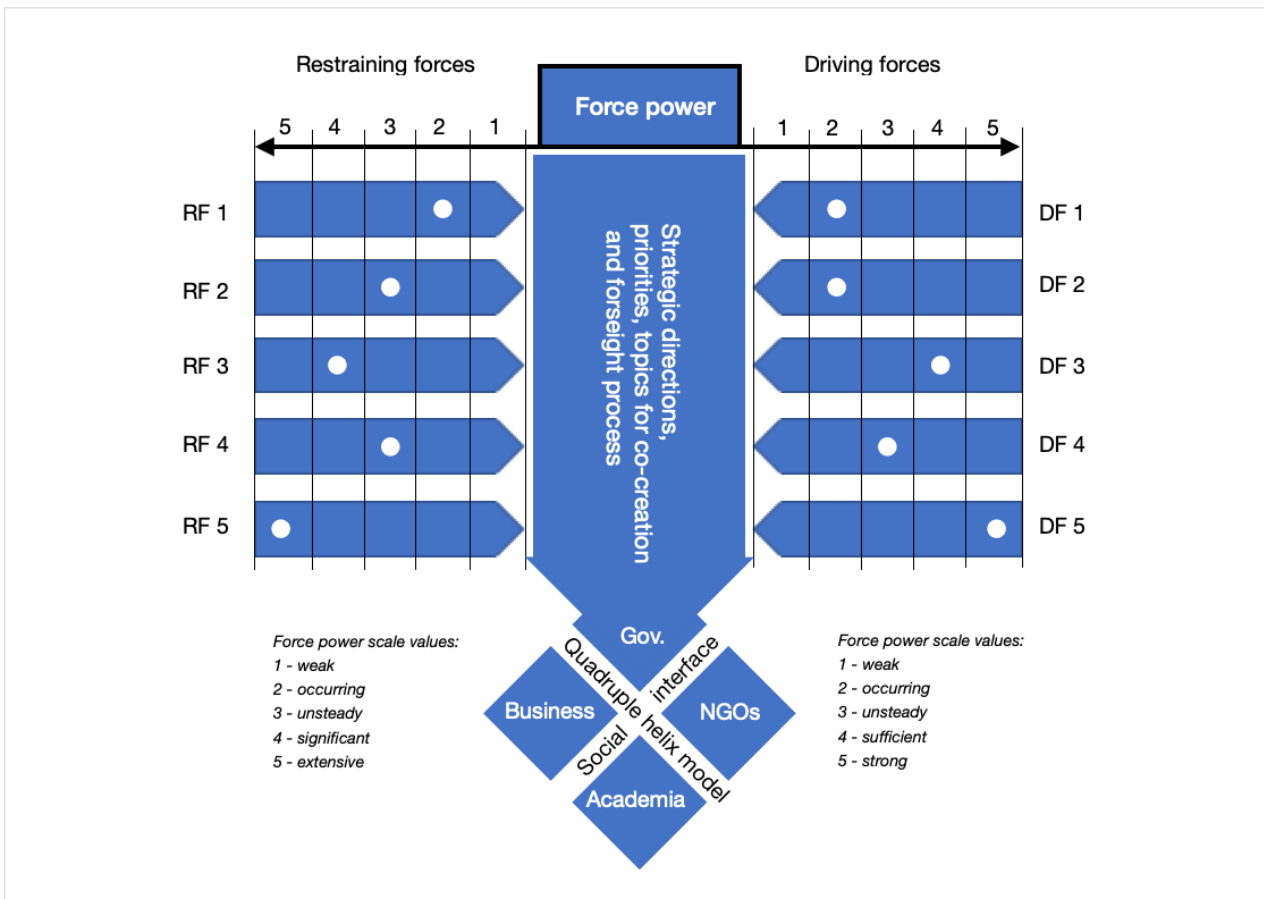 Restraining forces
Driving forces
Force power
5 4 3 2 1
1 2 3 4 5
RF 1
DF 1
RF 2
DF 2
RF 3
DF 3
RF 4
DF 4
RF 5
DF 5
Strategic directions,
priorities, topics for co-creation
and forseight process
Force power scale values:
1 - weak
2 - occurring
3 - unsteady
4 - significant
5 - extensive
Gov.
Business
NGOs
Academia
Quadruple helix model
Social interface
Force power scale values:
1 - weak
2 - occurring
3 - unsteady
4 - sufficient
5 - strong